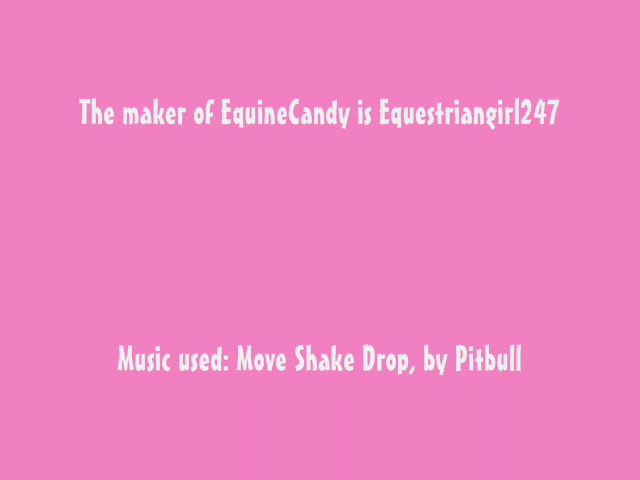 The maker of EquineCandy is Equestriangirl247
Music used: Move Shake Drop, by Pitbull